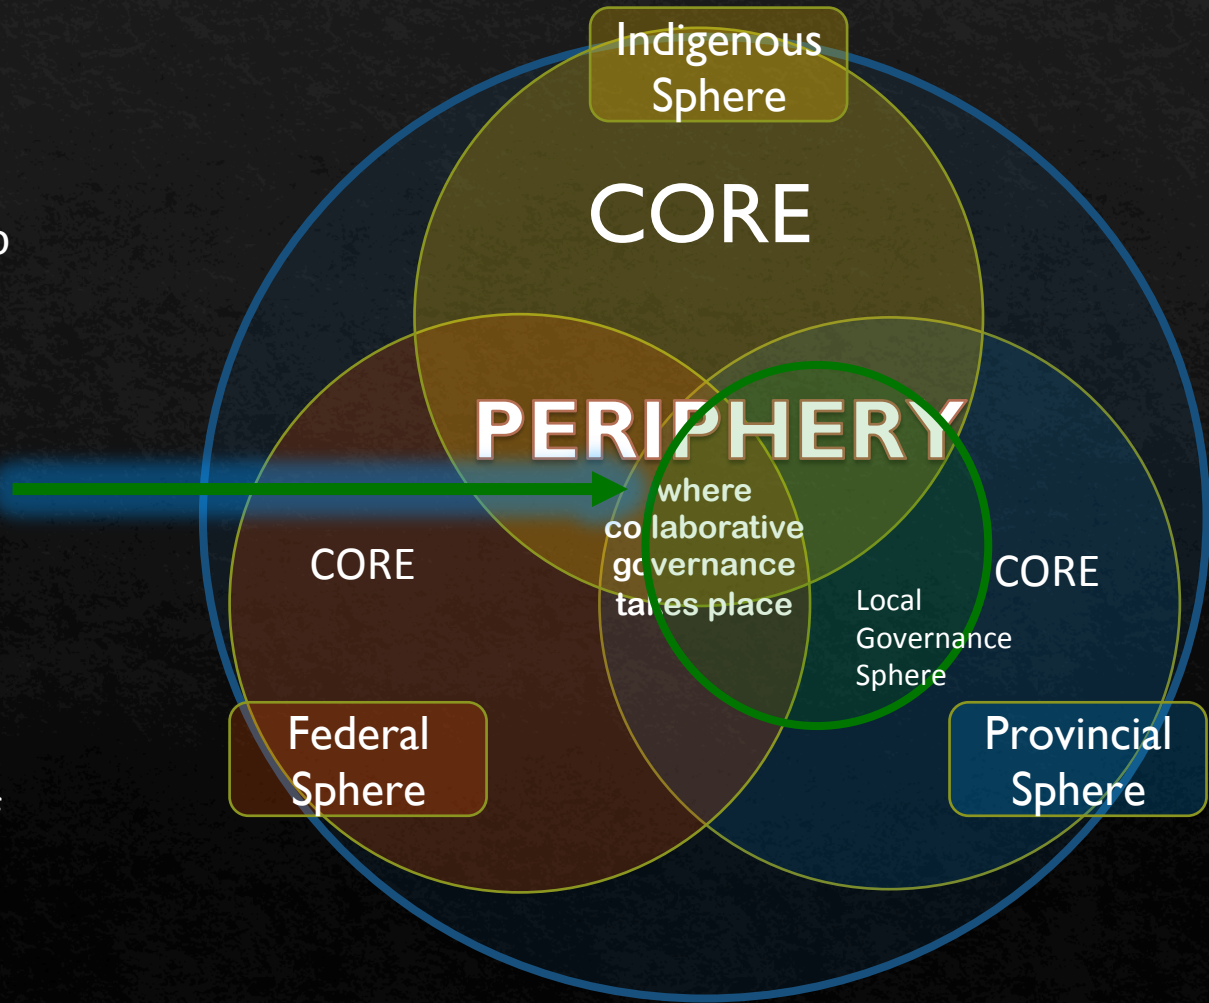 Indigenous
Sphere
CORE
PERIPHERY
where
collaborative
governance
takes place
CORE
CORE
Local
Governance
Sphere
Federal
Sphere
Provincial
Sphere